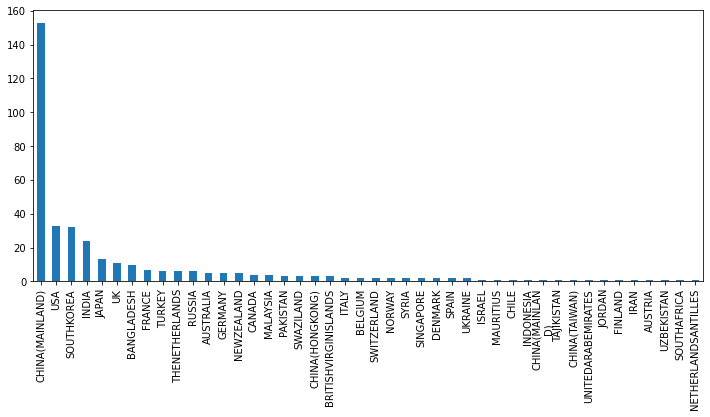 160
140
120
100
80
60
40
20
0
CHINA(MAINLAND)
USA
SOUTHKOREA
INDIA
JAPAN
UK
BANGLADESH
FRANCE
TURKEY
THENETHERLANDS
RUSSIA
AUSTRALIA
GERMANY
NEWZEALAND
CANADA
MALAYSIA
PAKISTAN
SWAZILAND
CHINA(HONGKONG)
BRITISHVIRGINISLANDS
ITALY
BELGIUM
SWITZERLAND
NORWAY
SYRIA
SINGAPORE
DENMARK
SPAIN
UKRAINE
ISRAEL
MAURITIUS
CHILE
INDONESIA
CHINA(MAINLAN
D)
TAJIKISTAN
CHINA(TAIWAN)
UNITEDARABEMIRATES
JORDAN
FINLAND
IRAN
AUSTRIA
UZBEKISTAN
SOUTHAFRICA
NETHERLANDSANTILLES